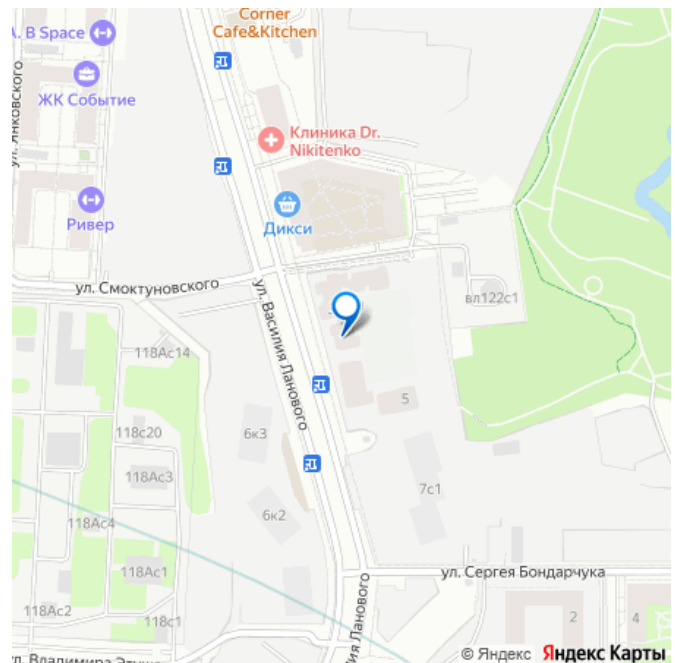 Corner
Cafe&Kitchen
A. B Space
ЖК Событие
Клиника Dr.
Nikitenko
Ривер
Дикси
ул. Смоктуновского
вл122с1
ул. Василия Ланового
118Ас14
5
118с20
6к3
118Ас3
7с1
6к2
118Ас4
118Ас1
ул. Сергея Бондарчука
118Ас2
118с1
2
4
© Яндекс Яндекс Карты